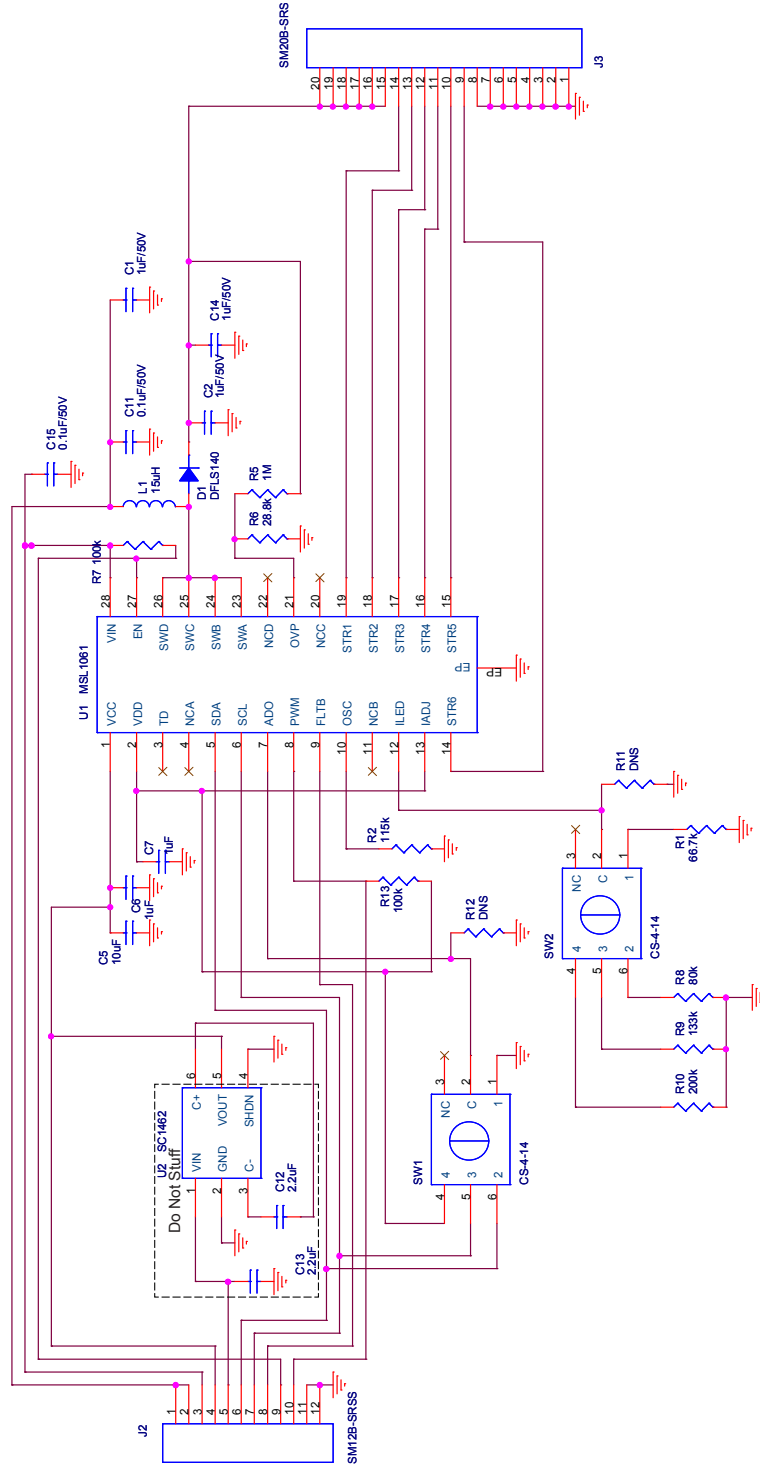 SM20B-SRS
J3
20
19
18
17
16
15
14
13
12
11
10
9
8
7
6
5
4
3
2
1
C1
1uF/50V
C14
1uF/50V
C2
1uF/50V
C11
0.1uF/50V
C15
0.1uF/50V
L1
15uH
D1
DFLS140
R5
1M
R6
28.8k
R7 100k
28
27
26
25
24
23
22
21
20
19
18
17
16
15
VIN
EN
SWD
SWC
SWB
SWA
NCD
OVP
NCC
STR1
STR2
STR3
STR4
STR5
EP
EP
U1 MSL1061
VCC
VDD
TD
NCA
SDA
SCL
ADO
PWM
FLTB
OSC
NCB
ILED
IADJ
STR6
1
2
3
4
5
6
7
8
9
10
11
12
13
14
R11
DNS
R2
115k
R13
100k
C7
1uF
C6
1uF
C5
10uF
R12
DNS
R1
66.7k
SW2
CS-4-14
3
2
1
NC
C
1
4
3
2
4
5
6
R8
80k
R9
133k
R10
200k
SW1
CS-4-14
3
2
1
NC
C
1
4
3
2
4
5
6
U2 SC1462
6
5
4
C+
VOUT
SHDN
VIN
GND
C-
1
2
3
Do Not Stuff
C12
2.2uF
C13
2.2uF
J2
SM12B-SRSS
1
2
3
4
5
6
7
8
9
10
11
12